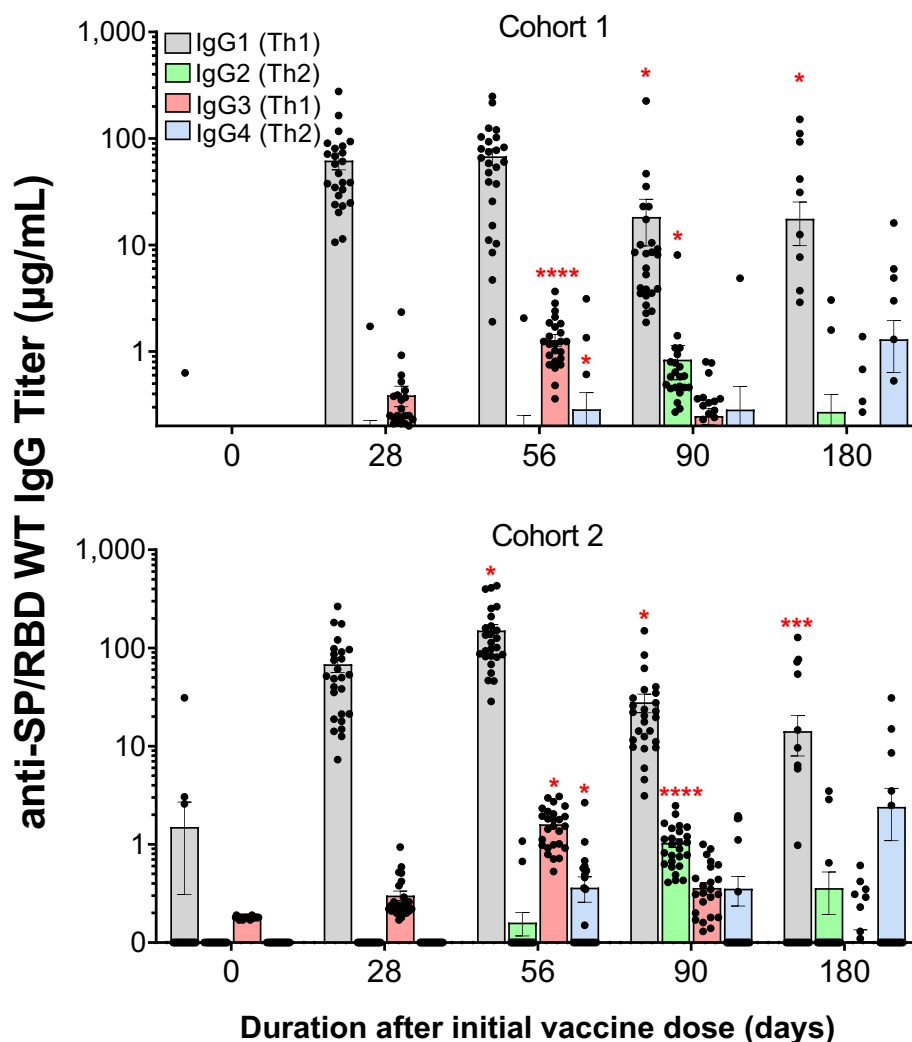 anti-SP/RBD WT IgG Titer (µg/mL)
Cohort 1
IgG1 (Th1)
IgG2 (Th2)
IgG3 (Th1)
IgG4 (Th2)
1,000
100
10
1
* * * **** *
0 28 56 90 180
Cohort 2
1,000
100
10
1
0
* * *** * * ****
0 28 56 90 180
Duration after initial vaccine dose (days)